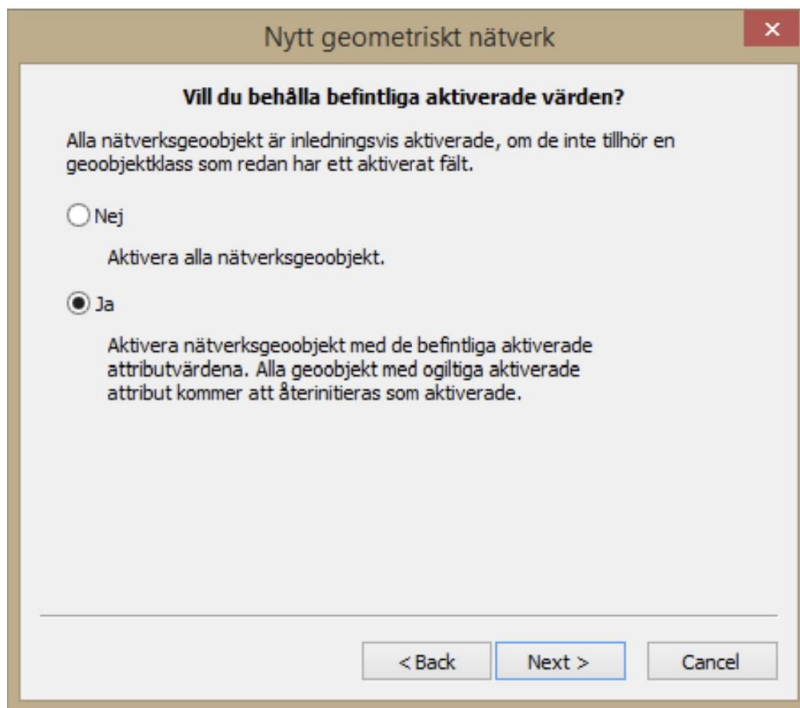 Nytt geometriskt nätverk
Vill du behålla befintliga aktiverade värden?
Alla nätverksgeoobjekt är inledningsvis aktiverade, om de inte tillhör en
geoobjektklass som redan har ett aktiverat fält.
Nej
Aktivera alla nätverksgeoobjekt.
Ja
Aktivera nätverksgeoobjekt med de befintliga aktiverade
attributvärdena. Alla geoobjekt med ogiltiga aktiverade
attribut kommer att återinitieras som aktiverade.
< Back
Next >
Cancel